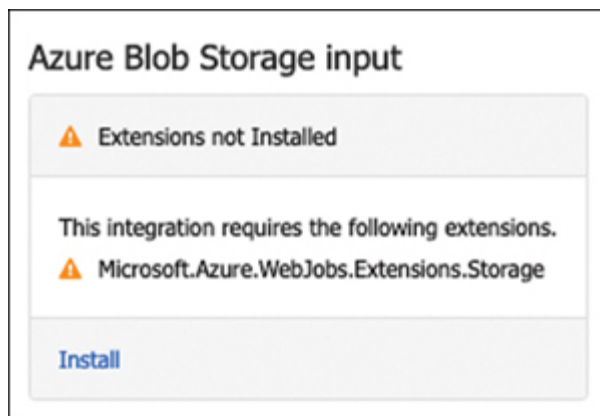 Azure Blob Storage input
Extensions not Installed
This integration requires the following extensions.
Microsoft.Azure.WebJobs.Extensions.Storage
Install